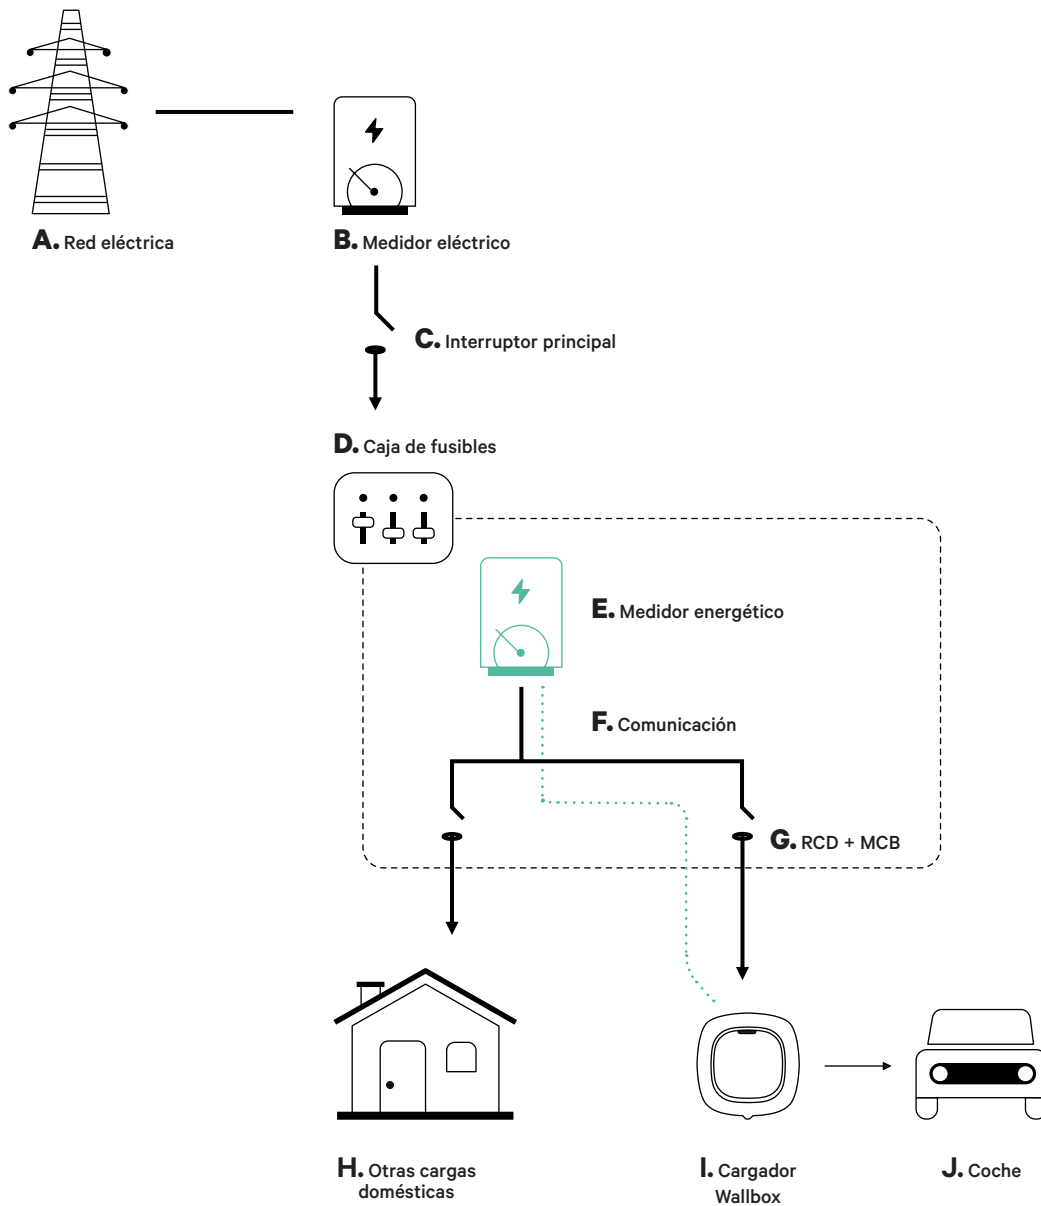 A. Red eléctrica
B. Medidor eléctrico
C. Interruptor principal
D. Caja de fusibles
E. Medidor energético
F. Comunicación
G. RCD + MCB
H. Otras cargas
domésticas
I. Cargador
Wallbox
J. Coche